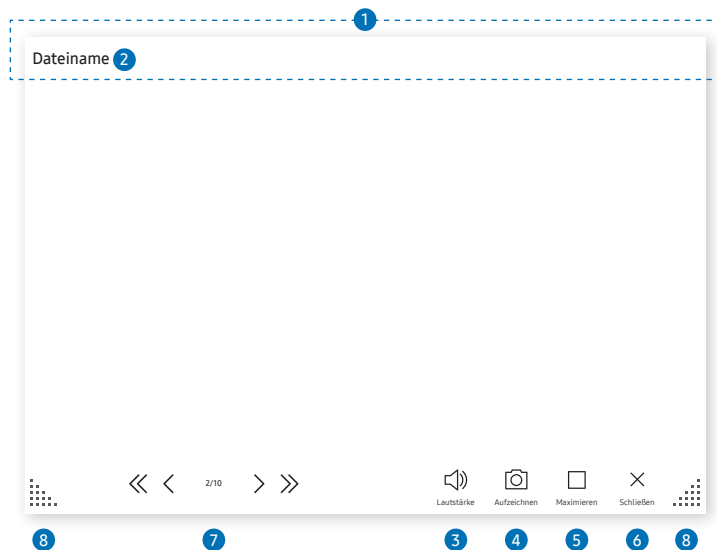 1
Dateiname 2
2/10
Lautstärke Aufzeichnen Maximieren Schließen
8 7 3 4 5 6 8